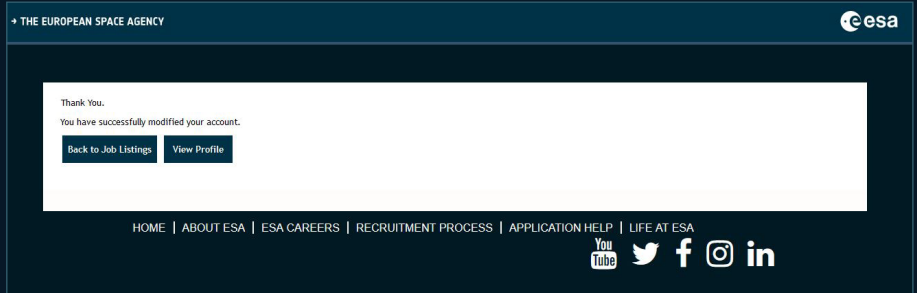 → THE EUROPEAN SPACE AGENCY
esa
Thank You.
You have successfully modified your account.
Back to Job Listings
View Profile
HOME | ABOUT ESA | ESA CAREERS | RECRUITMENT PROCESS | APPLICATION HELP | LIFE AT ESA
You
Tube
f
in